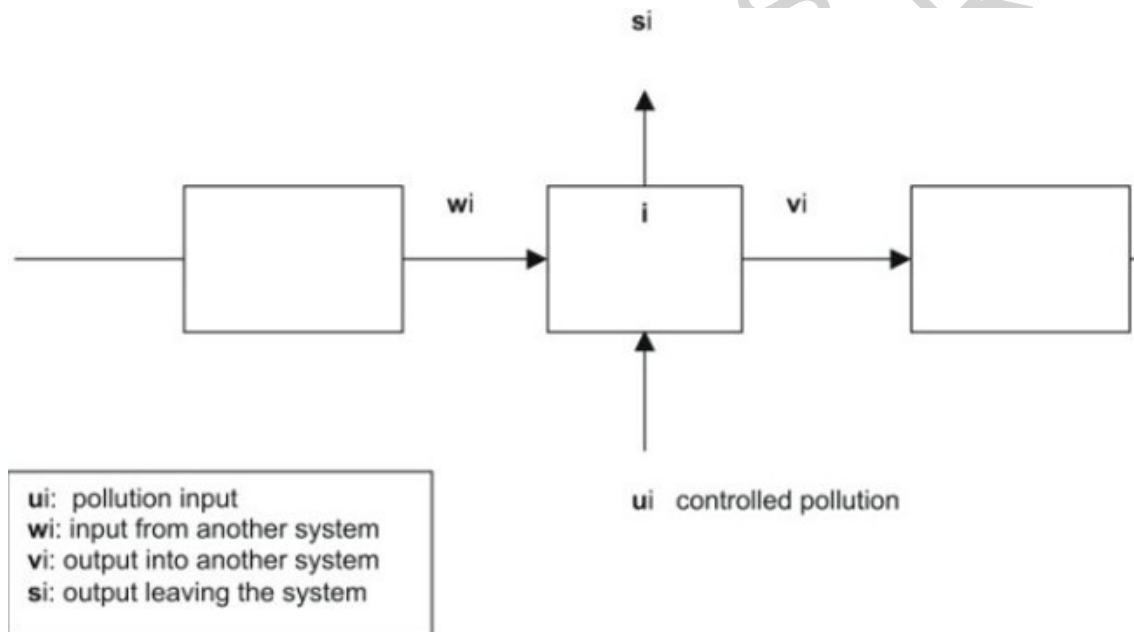 si
wi
i
vi
ui controlled pollution
ui: pollution input
wi: input from another system
vi: output into another system
si: output leaving the system